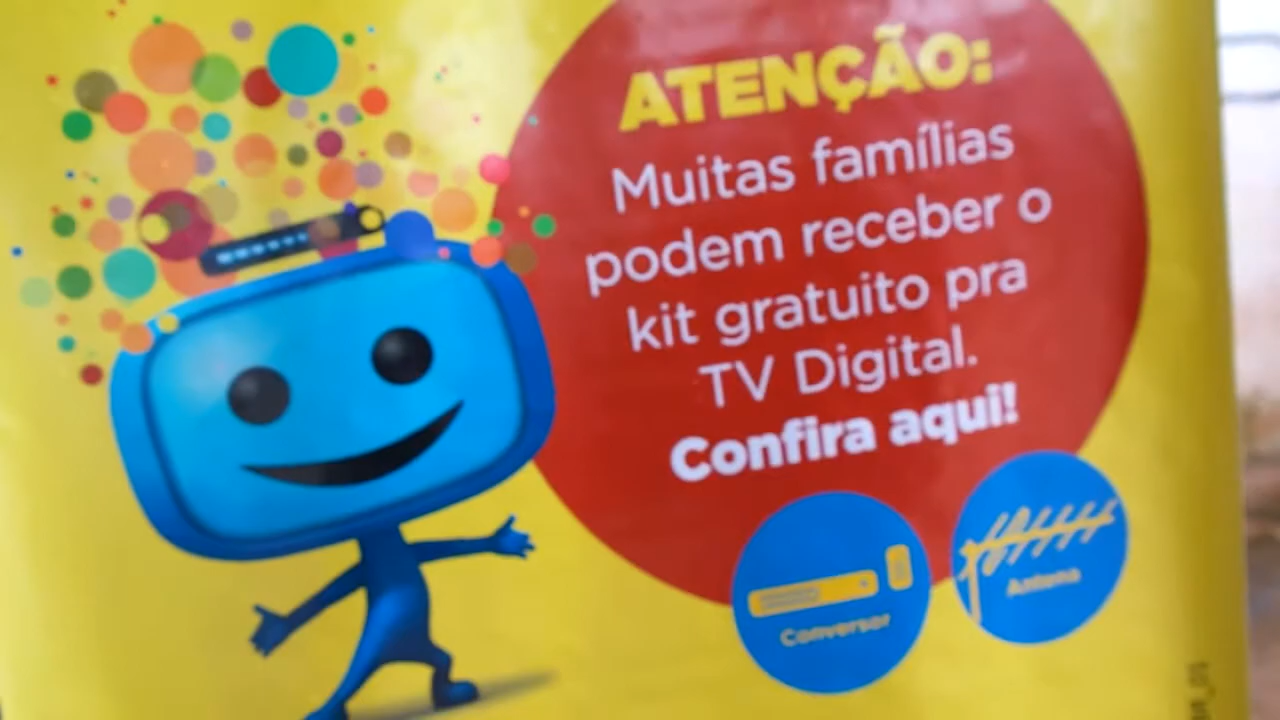 ATENÇÃO:
Muitas famílias
podem receber o
kit gratuito pra
TV Digital.
Confira aqui!
Conversor
Antena